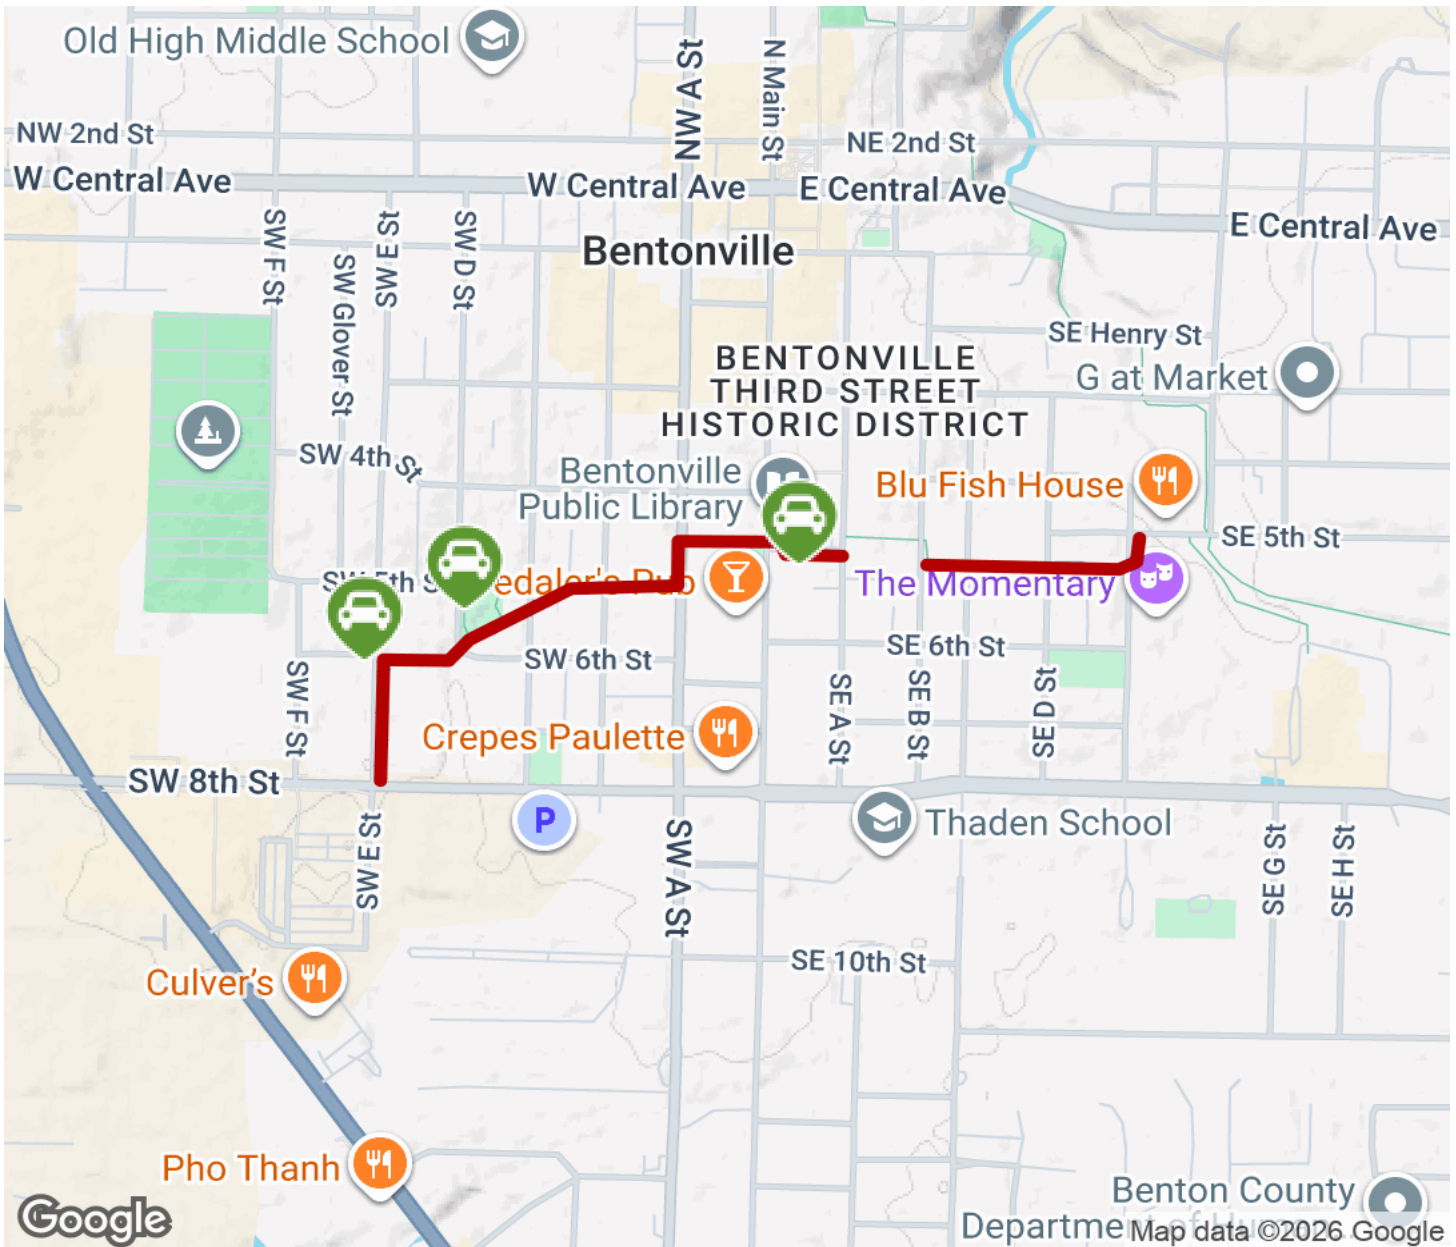 Old High Middle School
NW A St
N Main St
NW 2nd St
NE 2nd St
W Central Ave
W Central Ave
E Central Ave
E Central Ave
SW F St
SW Glover St
SW E St
SW D St
Bentonville
SE Henry St
BENTONVILLE
THIRD STREET
HISTORIC DISTRICT
G at Market
SW 4th St
Bentonville
Public Library
Blu Fish House
SE 5th St
SW 5th S
edaler's Pub
The Momentary
SW 6th St
SE 6th St
SW F St
SE A St
SE B St
SE D St
Crepes Paulette
SW 8th St
P
Thaden School
SW E St
SW A St
SE G St
SE H St
Culver's
SE 10th St
Pho Thanh
Benton County
Google
Map data ©2026 Google